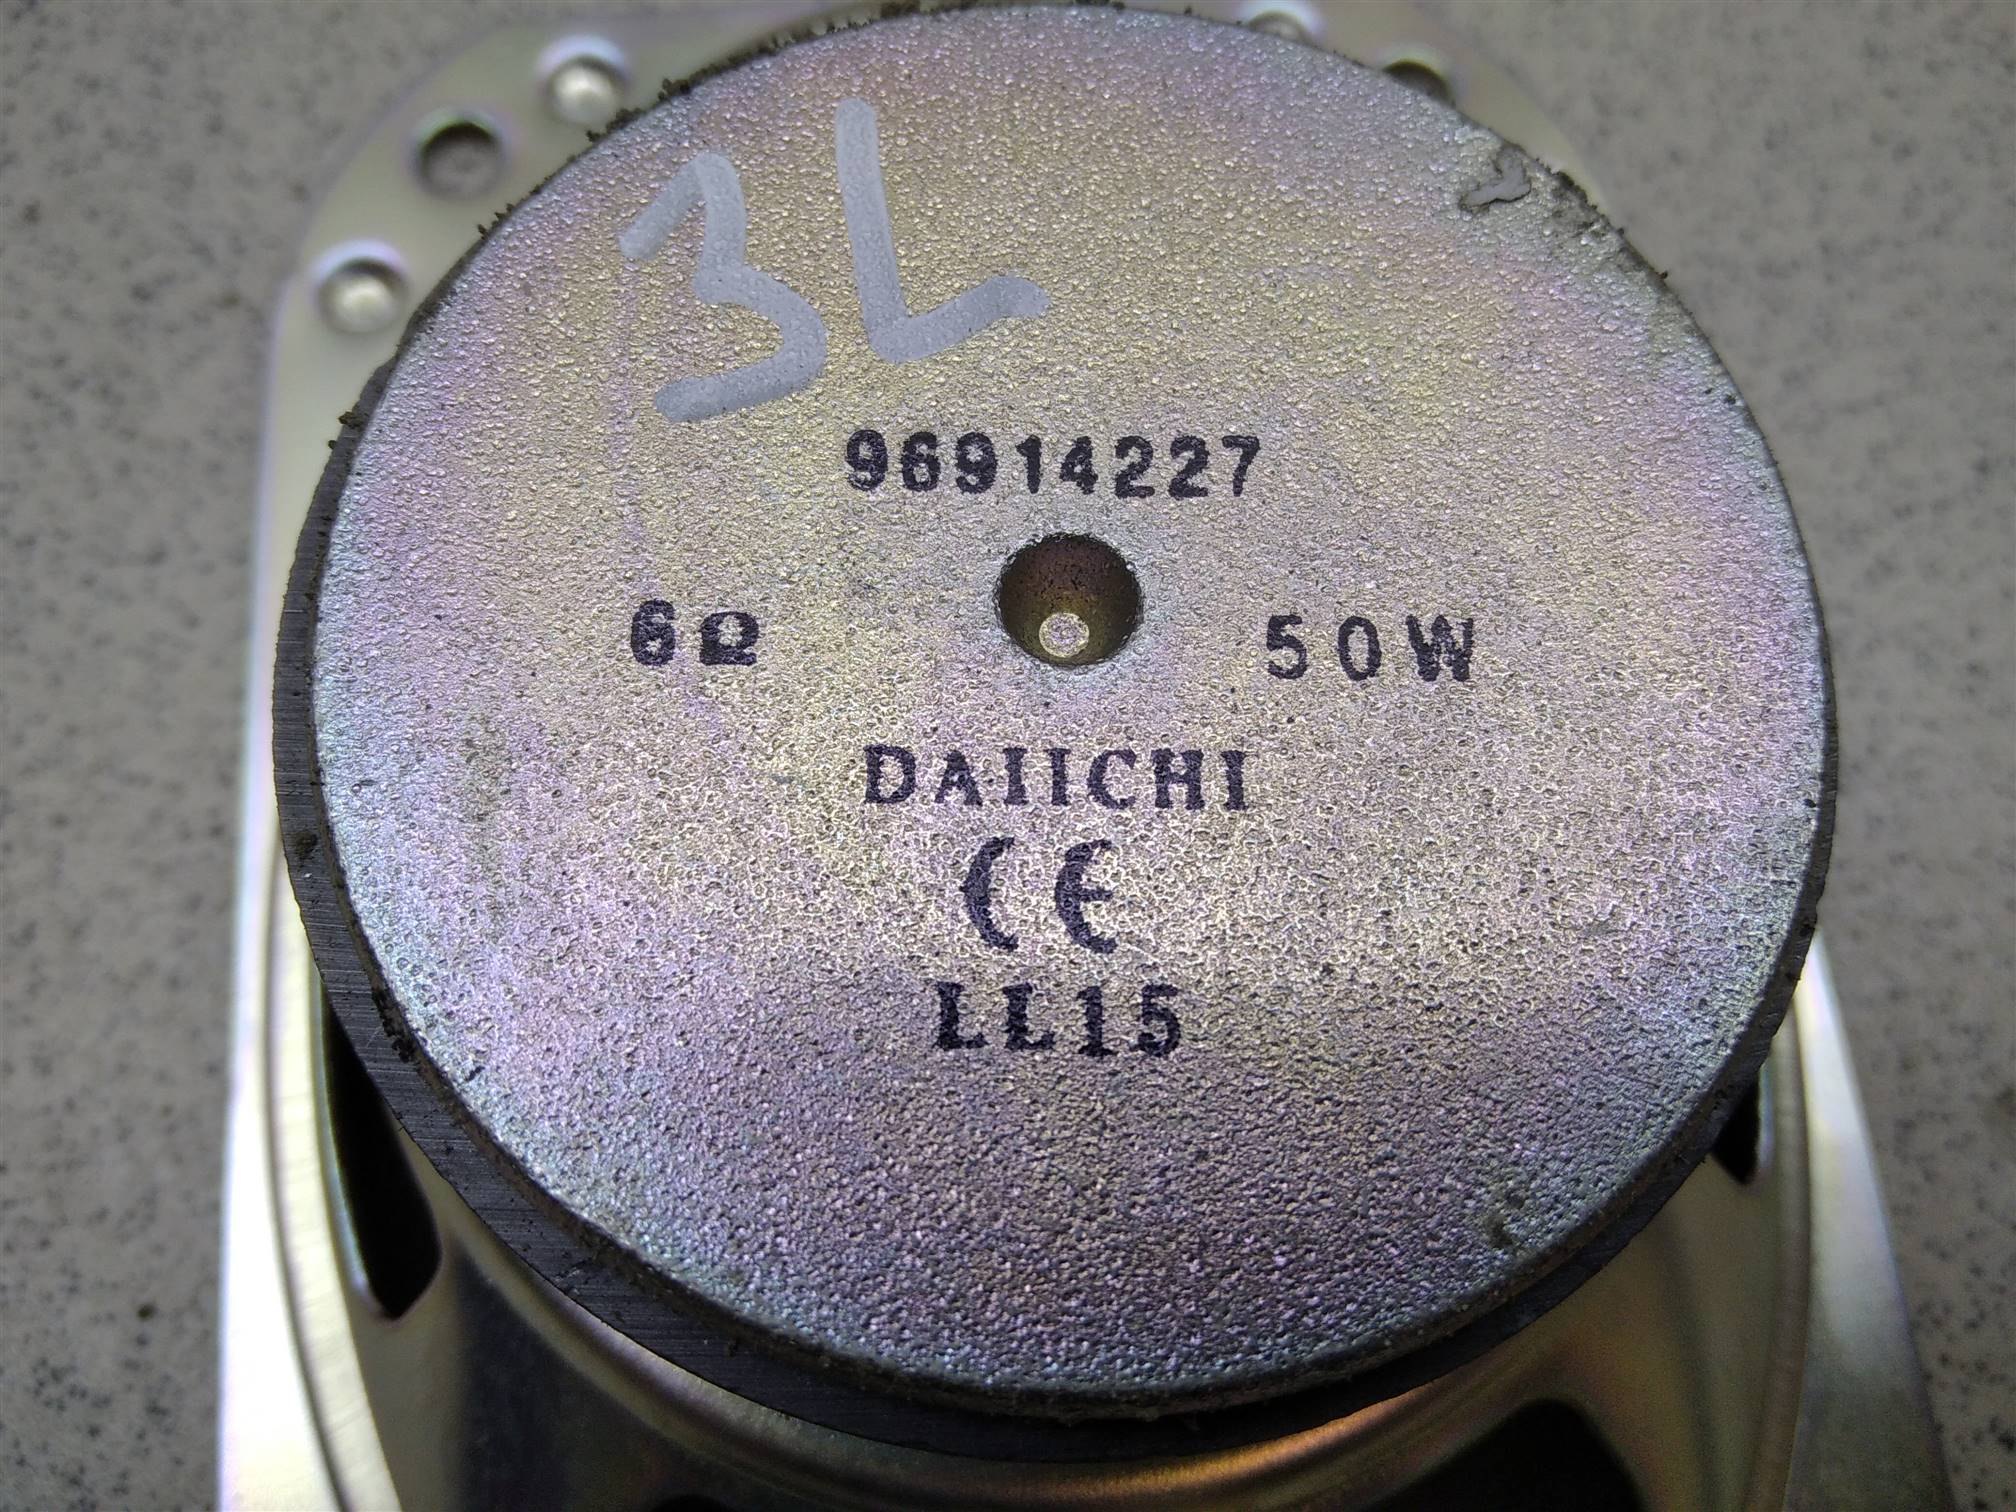 3L
96914227
6Ω 50W
DAIICHI
CE
LL15